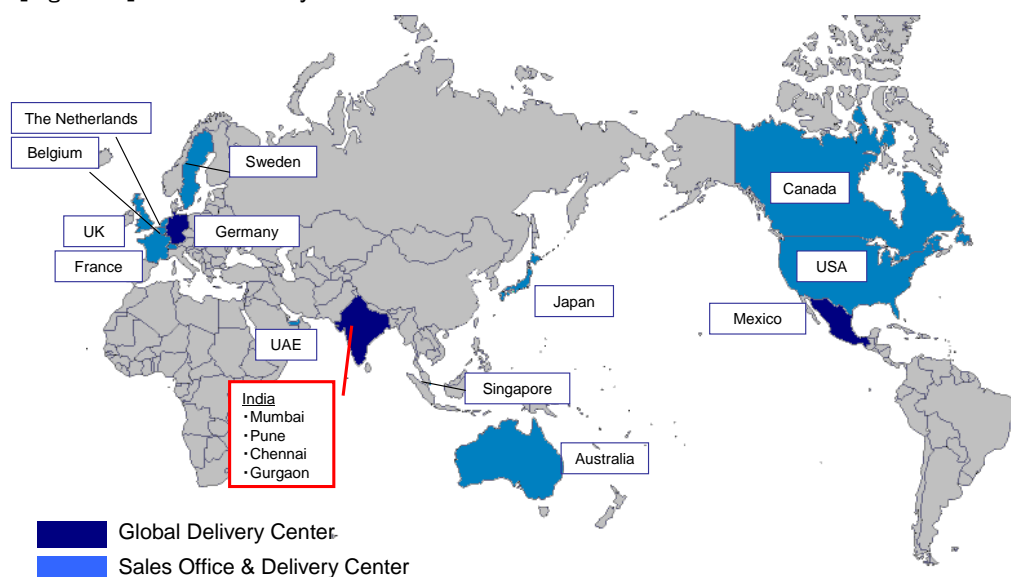 The Netherlands
Belgium
Sweden
UK
Germany
France
UAE
India
・Mumbai
・Pune
・Chennai
・Gurgaon
Japan
Singapore
Australia
Canada
USA
Mexico
Global Delivery Center
Sales Office & Delivery Center